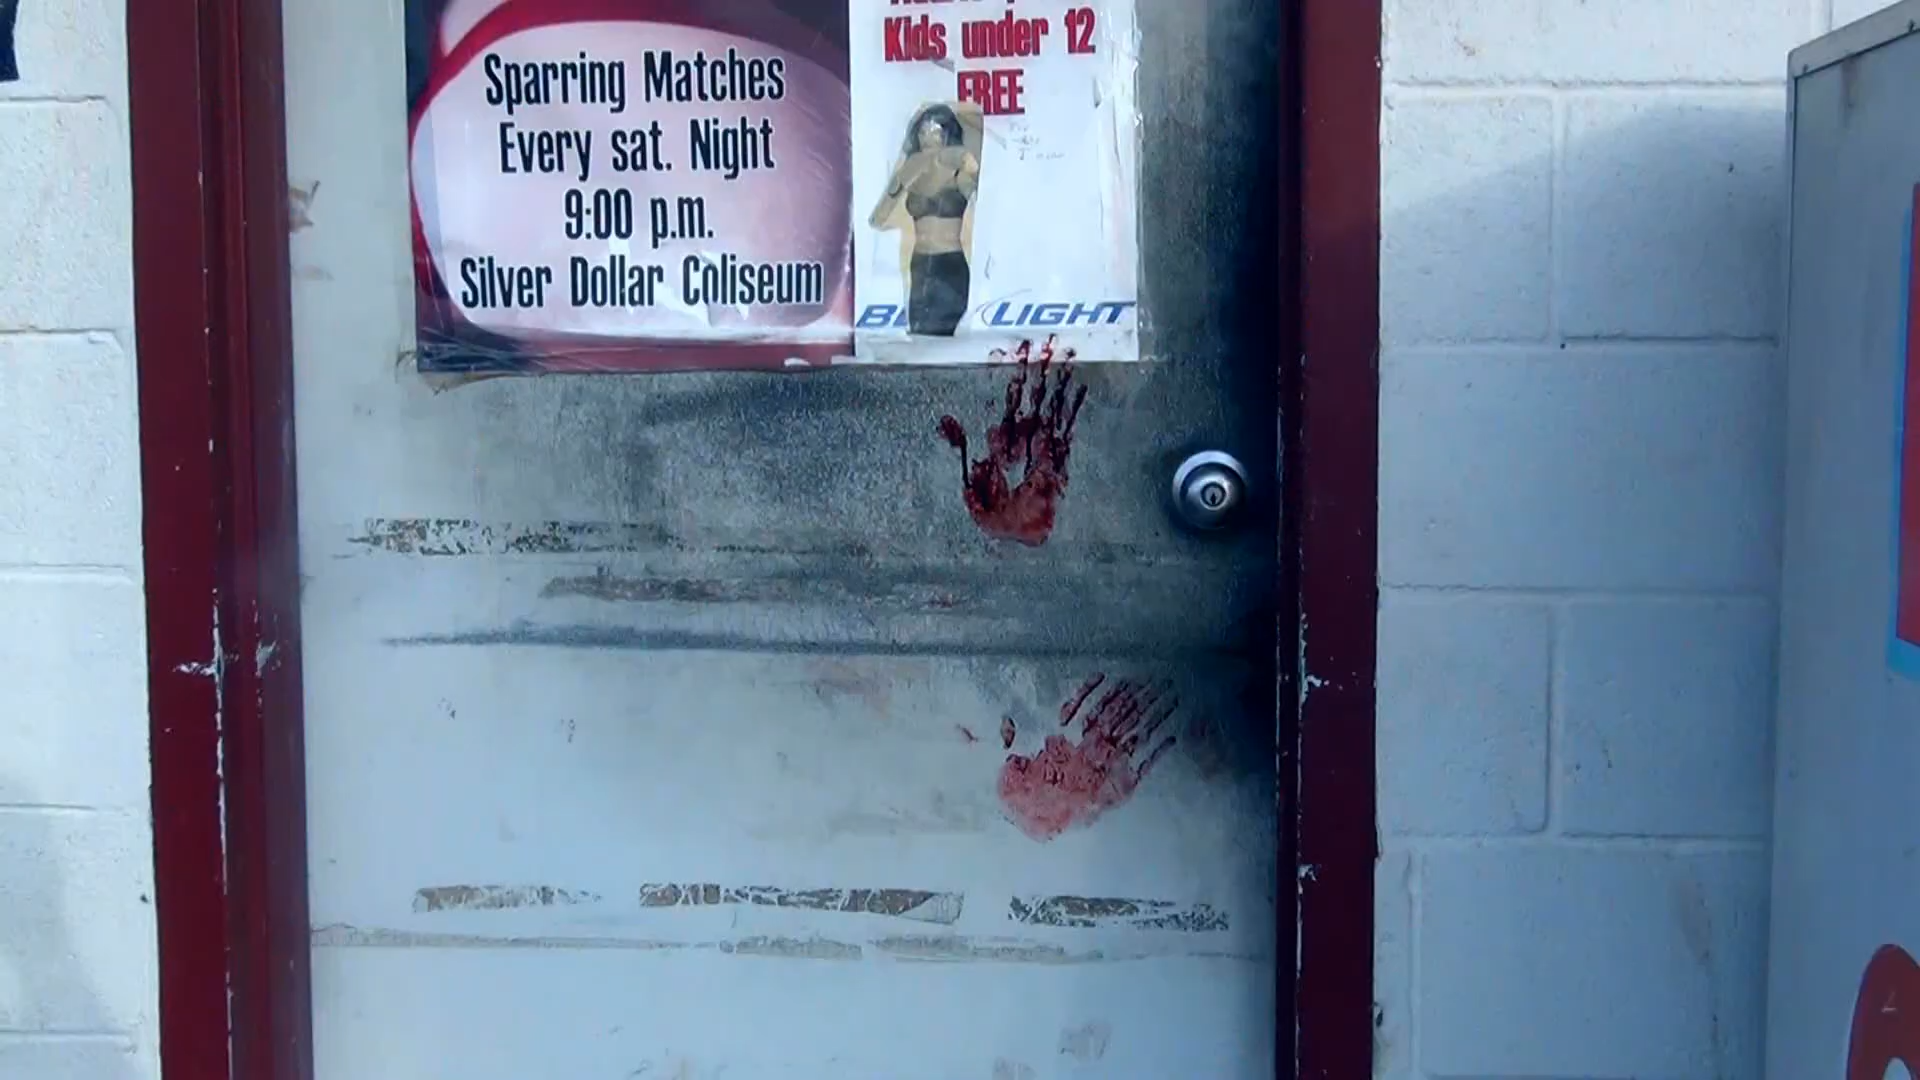 Sparring Matches
Every sat. Night
9:00 p.m.
Silver Dollar Coliseum
Kids under 12
FREE
LIGHT